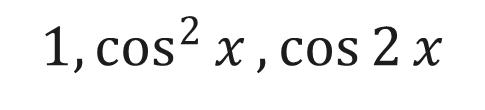 1, cos² x , cos 2 x